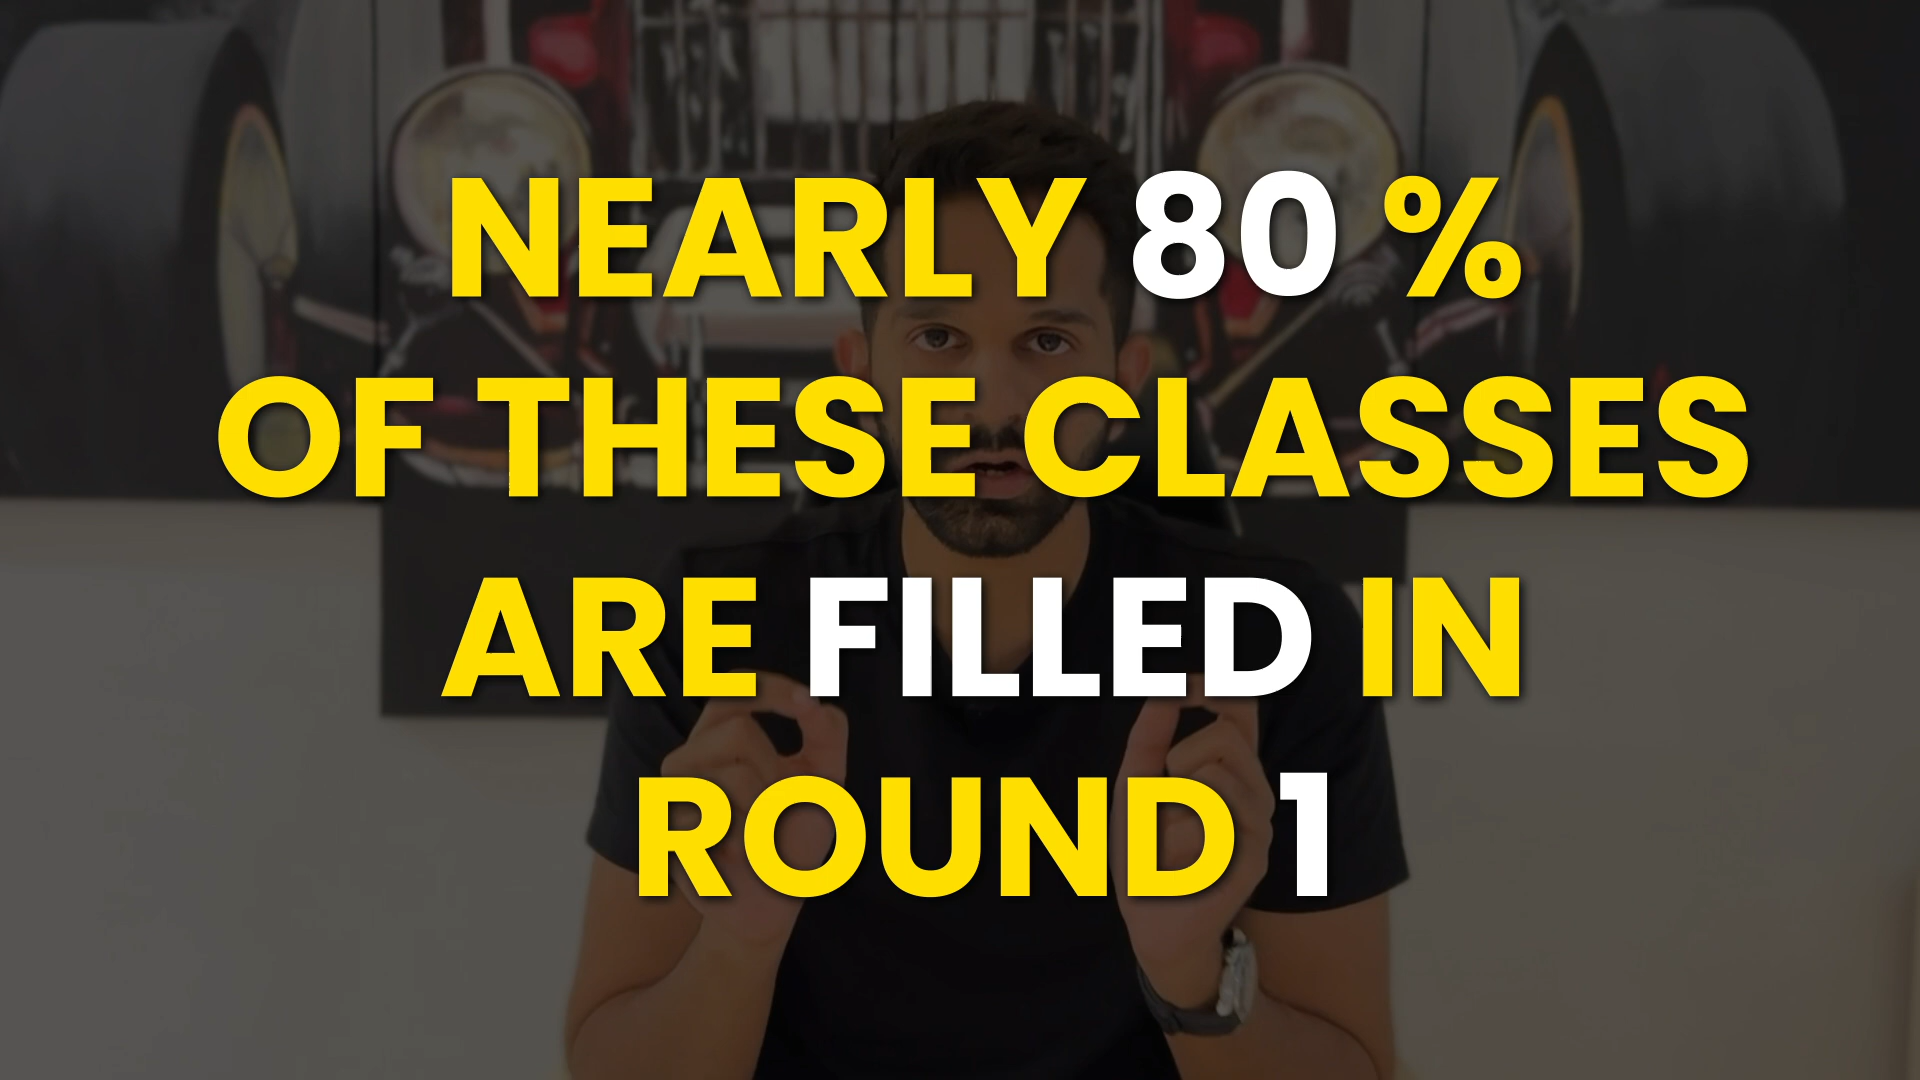 NEARLY 80 %
OF THESE CLASSES
ARE FILLED IN
ROUND 1